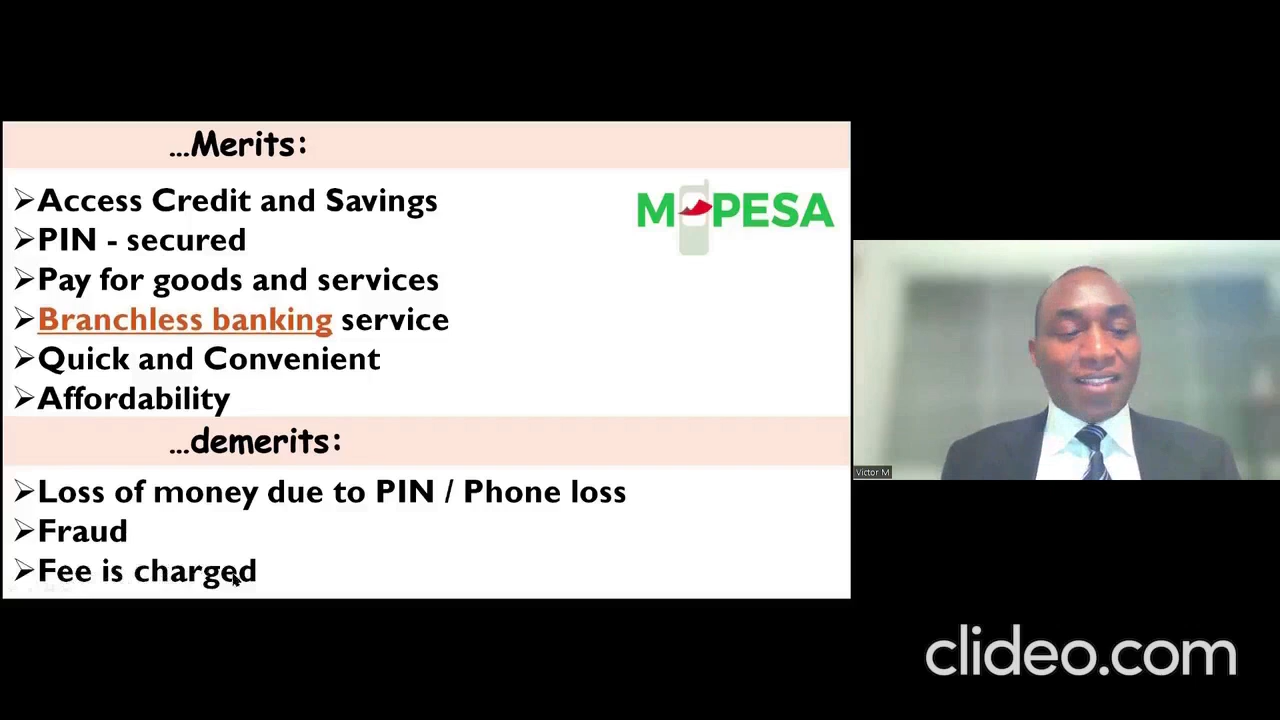 ...Merits:
➢Access Credit and Savings
➢PIN - secured
➢Pay for goods and services
➢Branchless banking service
➢Quick and Convenient
➢Affordability
M-PESA
...demerits:
➢Loss of money due to PIN / Phone loss
➢Fraud
➢Fee is charged
Victor M
clideo.com